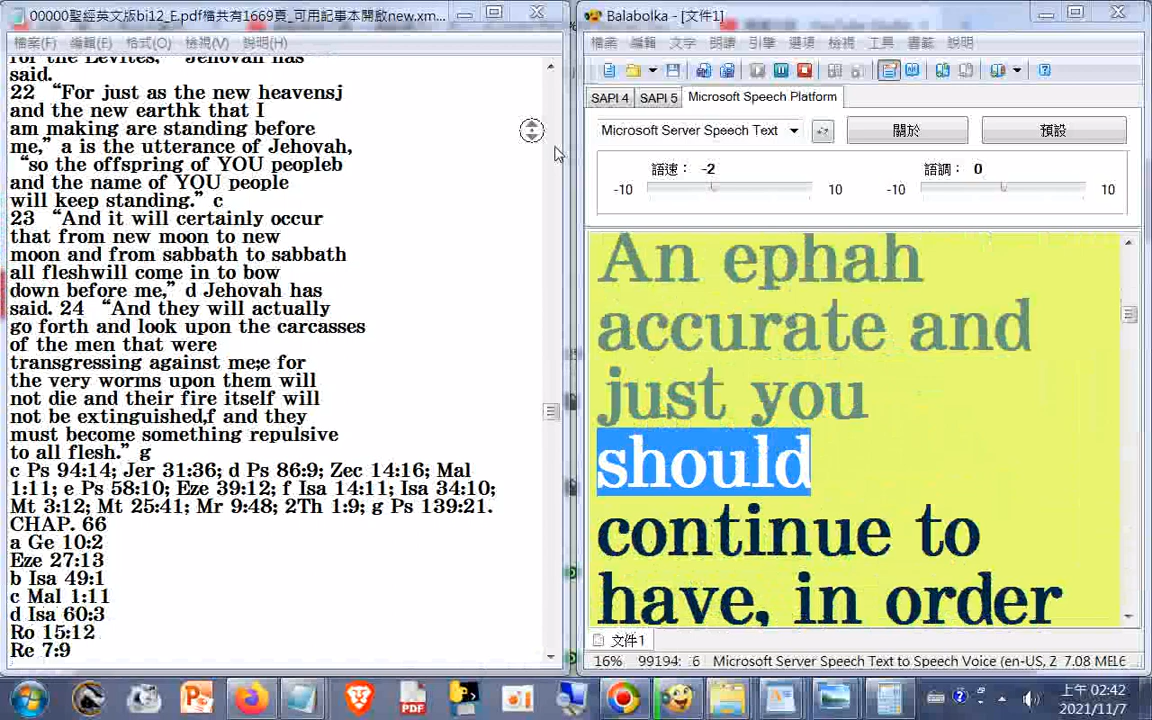 00000聖經英文版bi12_E.pdf檔共有1669頁_可用記事本開啟new.xm...
檔案(F) 編輯(E) 格式(O) 檢視(V) 說明(H)
for the Levites," Jehovah has
said.
22 “For just as the new heavensj
and the new earthk that I
am making are standing before
me,” a is the utterance of Jehovah,
“so the offspring of YOU peopleb
and the name of YOU people
will keep standing.” c
23 “And it will certainly occur
that from new moon to new
moon and from sabbath to sabbath
all fleshwill come in to bow
down before me,” d Jehovah has
said. 24 “And they will actually
go forth and look upon the carcasses
of the men that were
transgressing against me;e for
the very worms upon them will
not die and their fire itself will
not be extinguished,f and they
must become something repulsive
to all flesh.” g
c Ps 94:14; Jer 31:36; d Ps 86:9; Zec 14:16; Mal
1:11; e Ps 58:10; Eze 39:12; f Isa 14:11; Isa 34:10;
Mt 3:12; Mt 25:41; Mr 9:48; 2Th 1:9; g Ps 139:21.
CHAP. 66
a Ge 10:2
Eze 27:13
b Isa 49:1
c Mal 1:11
d Isa 60:3
Ro 15:12
Re 7:9
Balabolka - [文件1]
檔案 編輯 文字 朗讀 引擎 選項 檢視 工具 書籤 說明
SAPI 4 SAPI 5 Microsoft Speech Platform
Microsoft Server Speech Text 關於 預設
語速： -2 語調： 0
-10 10 -10 10
An ephah
accurate and
just you
should
continue to
have, in order
文件1
16% 99194: 6 Microsoft Server Speech Text to Speech Voice (en-US, Z 7.08 MB
上午 02:42
2021/11/7